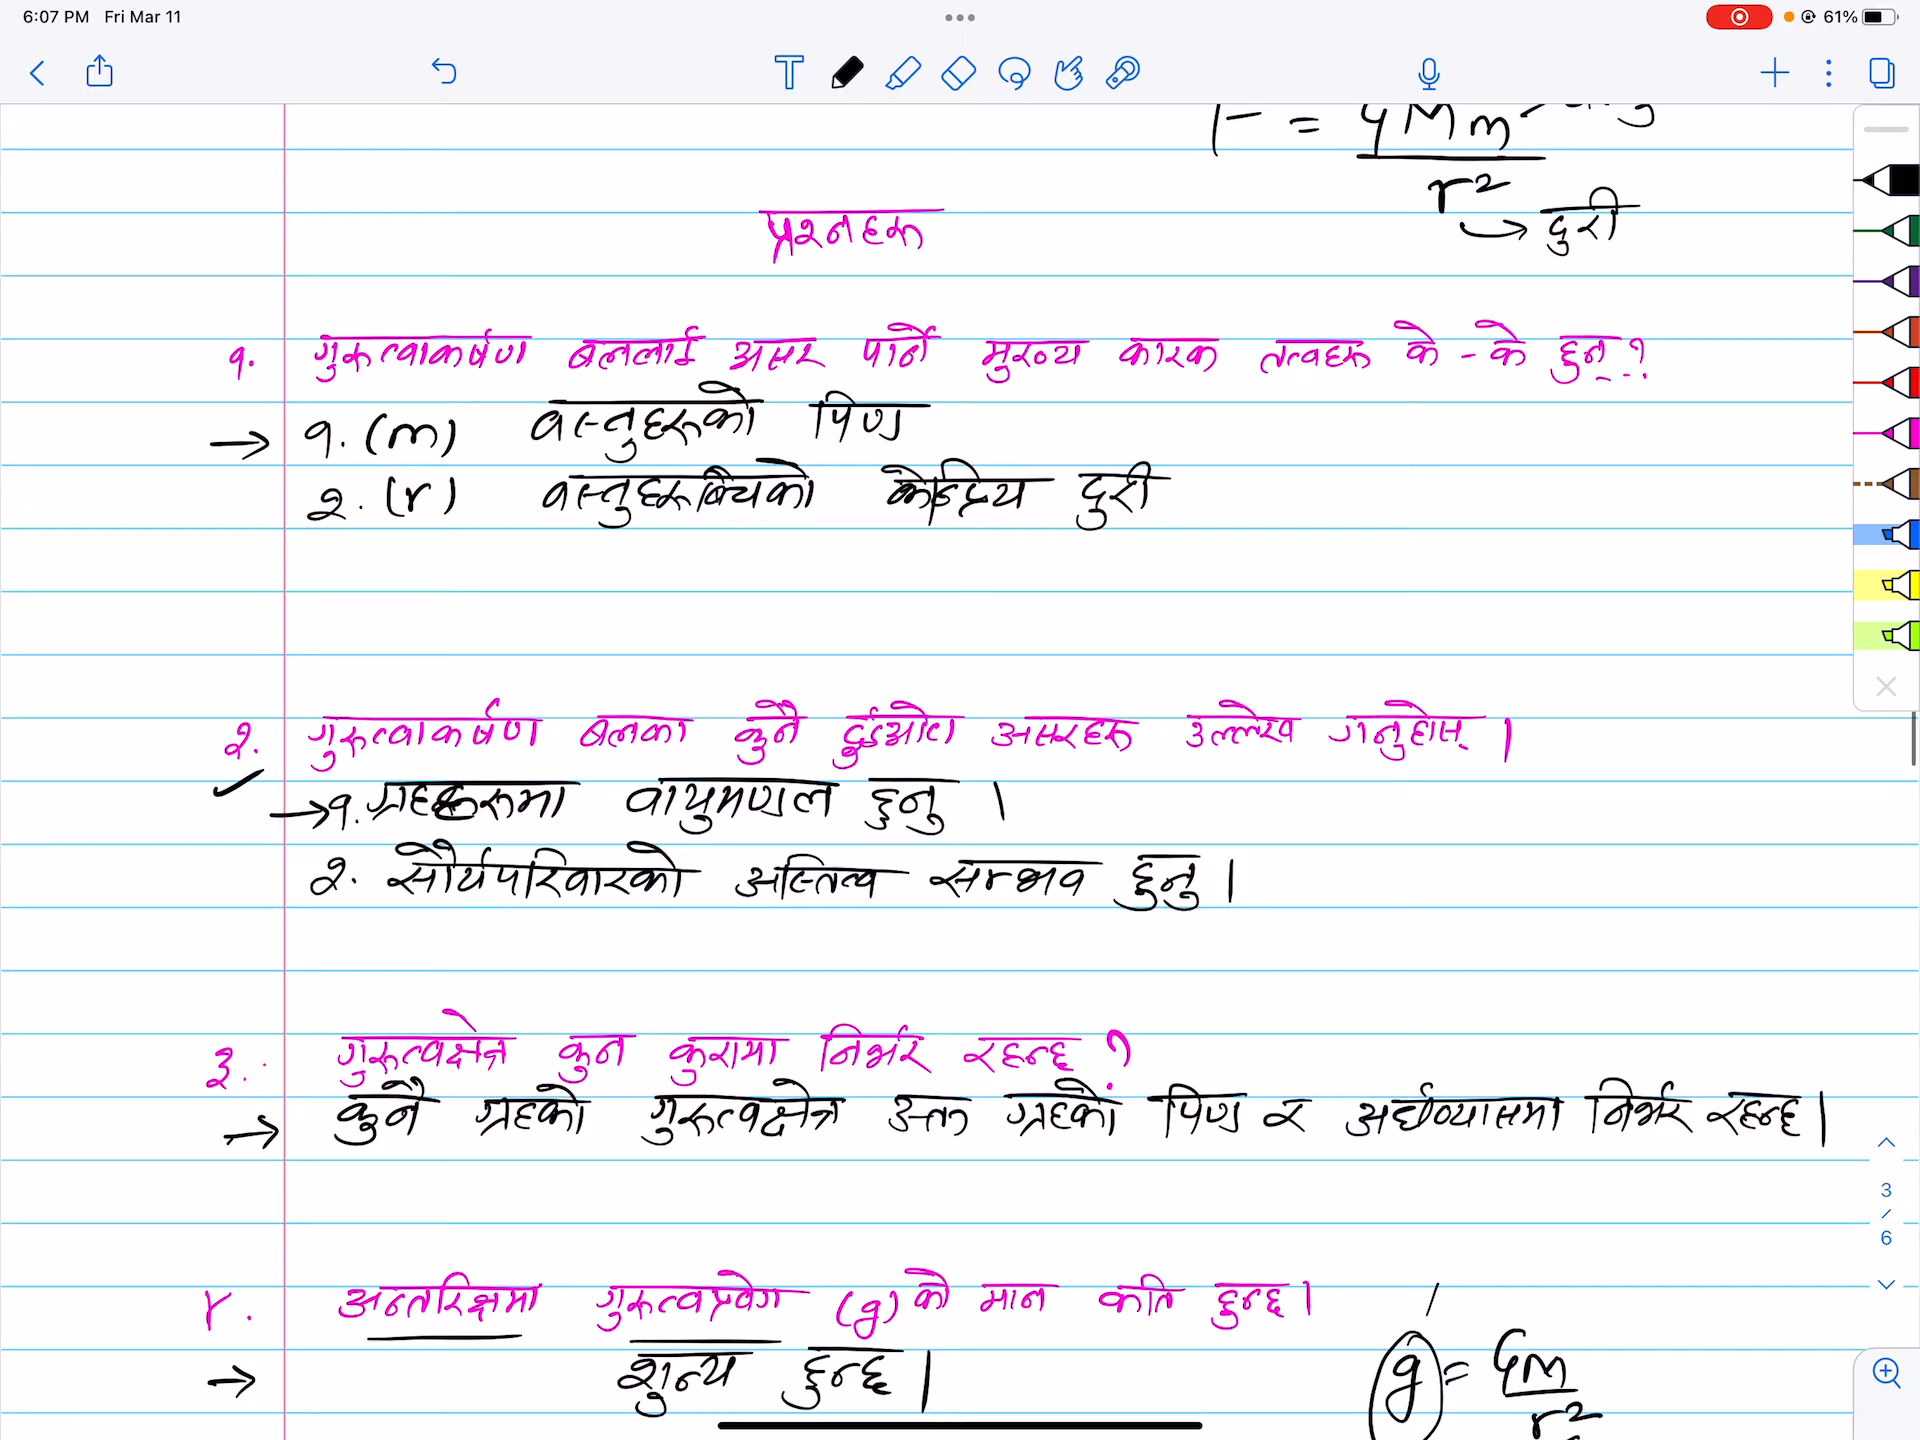 6:07 PM Fri Mar 11
61%
F = GMm
r²
→ दुरी
प्रश्नहरू
१. गुरुत्वाकर्षण बललाई असर पार्ने मुख्य कारक तत्वहरू के - के हुन् ?
→ १. (m) वस्तुहरूको पिण्ड
२. (r) वस्तुहरूबिचको केन्द्रिय दुरी
२. गुरुत्वाकर्षण बलका कुनै दुईओटा असरहरू उल्लेख गर्नुहोस् ।
→ १. ग्रहहरूमा वायुमण्डल हुनु ।
२. सौर्यपरिवारको अस्तित्व सम्भव हुनु ।
३. गुरुत्वक्षेत्र कुन कुरामा निर्भर रहन्छ ?
→ कुनै ग्रहको गुरुत्वक्षेत्र उक्त ग्रहको पिण्ड र अर्धव्यासमा निर्भर रहन्छ ।
४. अन्तरिक्षमा गुरुत्वप्रवेग (g) को मान कति हुन्छ ।
→ शुन्य हुन्छ ।
g = Gm
r²
3
/
6